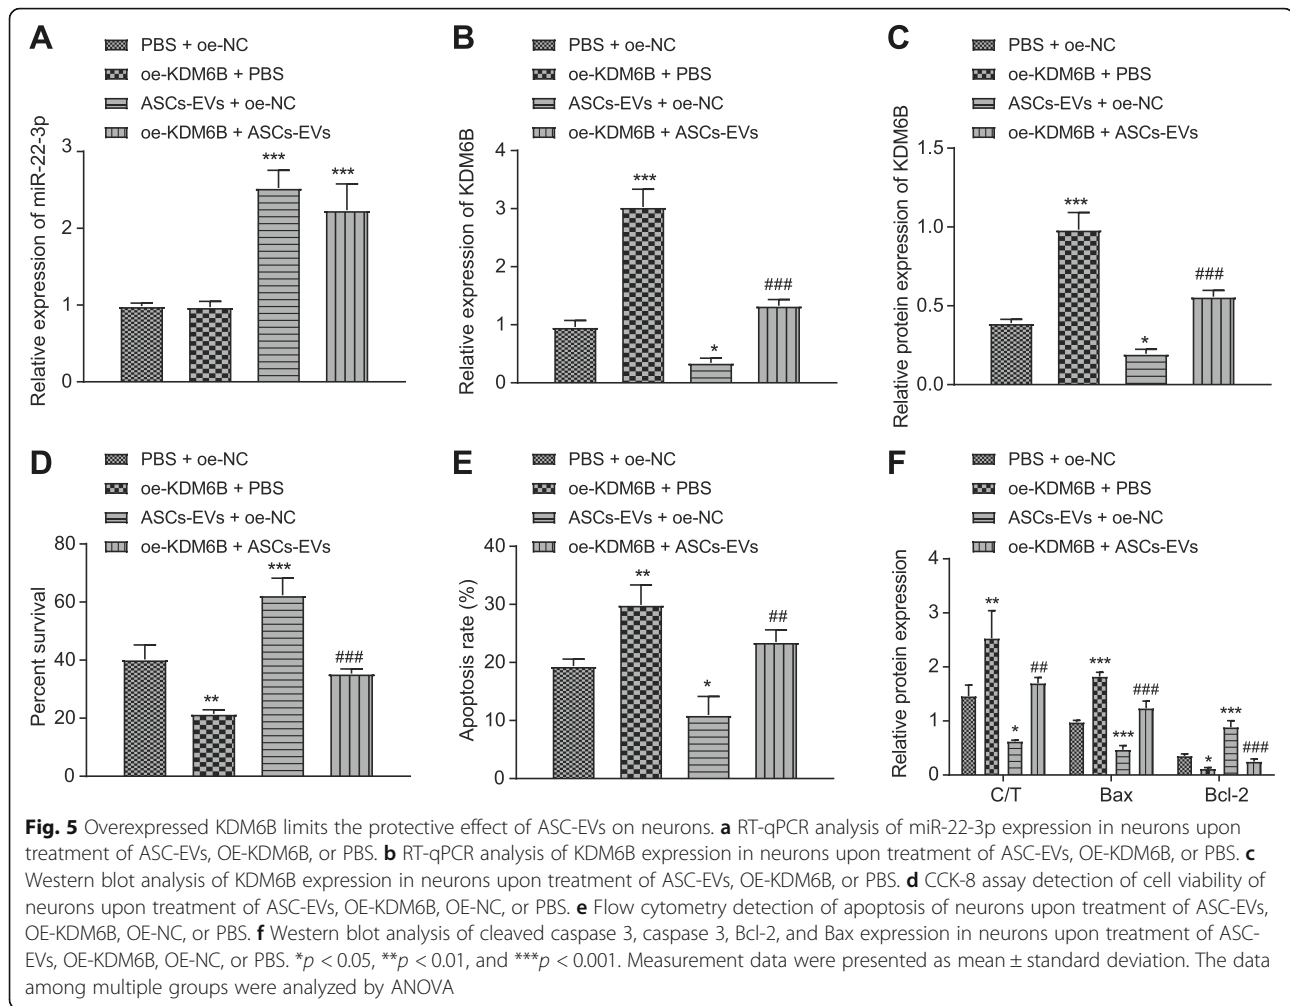 A
PBS + oe-NC
oe-KDM6B + PBS
ASCs-EVs + oe-NC
oe-KDM6B + ASCs-EVs
Relative expression of miR-22-3p
3
2
1
0
***
***
B
PBS + oe-NC
oe-KDM6B + PBS
ASCs-EVs + oe-NC
oe-KDM6B + ASCs-EVs
Relative expression of KDM6B
4
3
2
1
0
***
*
###
C
PBS + oe-NC
oe-KDM6B + PBS
ASCs-EVs + oe-NC
oe-KDM6B + ASCs-EVs
Relative protein expression of KDM6B
1.5
1.0
0.5
0.0
***
*
###
D
PBS + oe-NC
oe-KDM6B + PBS
ASCs-EVs + oe-NC
oe-KDM6B + ASCs-EVs
Percent survival
80
60
40
20
0
**
***
###
E
PBS + oe-NC
oe-KDM6B + PBS
ASCs-EVs + oe-NC
oe-KDM6B + ASCs-EVs
Apoptosis rate (%)
40
30
20
10
0
**
*
##
F
PBS + oe-NC
oe-KDM6B + PBS
ASCs-EVs + oe-NC
oe-KDM6B + ASCs-EVs
Relative protein expression
4
3
2
1
0
**
*
##
***
***
###
*
***
###
C/T
Bax
Bcl-2
Fig. 5 Overexpressed KDM6B limits the protective effect of ASC-EVs on neurons. a RT-qPCR analysis of miR-22-3p expression in neurons upon
treatment of ASC-EVs, OE-KDM6B, or PBS. b RT-qPCR analysis of KDM6B expression in neurons upon treatment of ASC-EVs, OE-KDM6B, or PBS. c
Western blot analysis of KDM6B expression in neurons upon treatment of ASC-EVs, OE-KDM6B, or PBS. d CCK-8 assay detection of cell viability of
neurons upon treatment of ASC-EVs, OE-KDM6B, OE-NC, or PBS. e Flow cytometry detection of apoptosis of neurons upon treatment of ASC-EVs,
OE-KDM6B, OE-NC, or PBS. f Western blot analysis of cleaved caspase 3, caspase 3, Bcl-2, and Bax expression in neurons upon treatment of ASC-
EVs, OE-KDM6B, OE-NC, or PBS. *p < 0.05, **p < 0.01, and ***p < 0.001. Measurement data were presented as mean ± standard deviation. The data
among multiple groups were analyzed by ANOVA